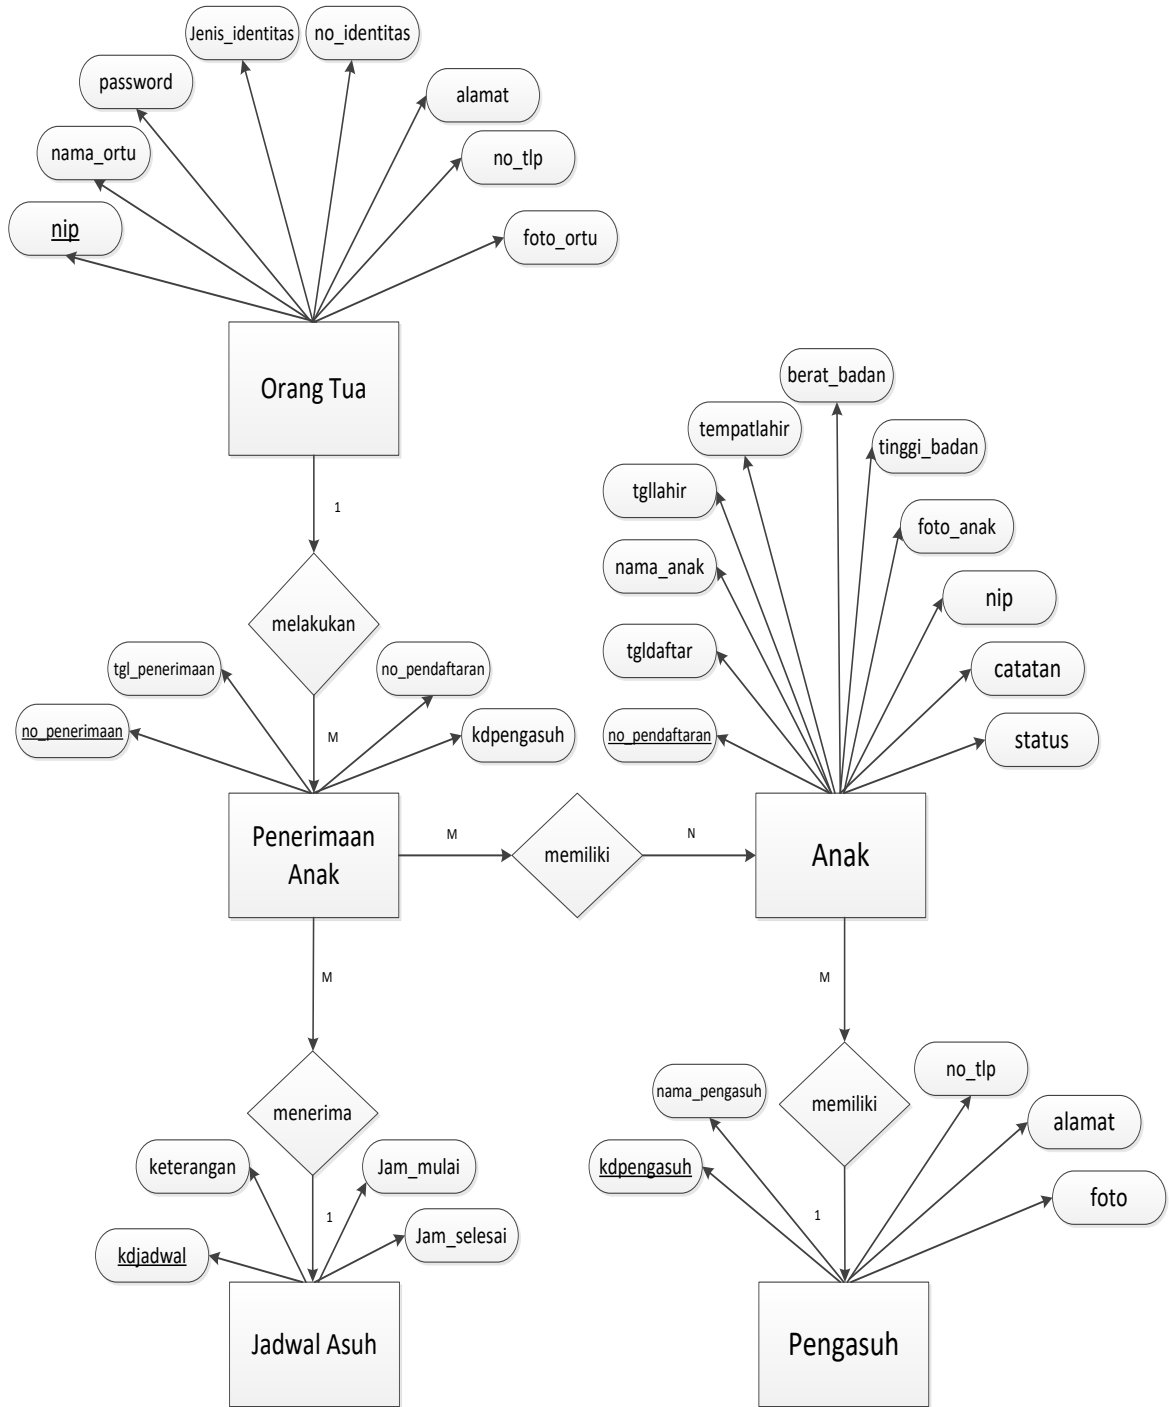 Jenis_identitas
no_identitas
password
alamat
nama_ortu
no_tlp
nip
foto_ortu
Orang Tua
1
melakukan
M
tgl_penerimaan
no_pendaftaran
no_penerimaan
kdpengasuh
Penerimaan
Anak
M
memiliki
N
berat_badan
tempatlahir
tinggi_badan
tgllahir
foto_anak
nama_anak
nip
tgldaftar
catatan
no_pendaftaran
status
Anak
M
menerima
1
keterangan
Jam_mulai
kdjadwal
Jam_selesai
Jadwal Asuh
M
memiliki
1
nama_pengasuh
no_tlp
kdpengasuh
alamat
foto
Pengasuh